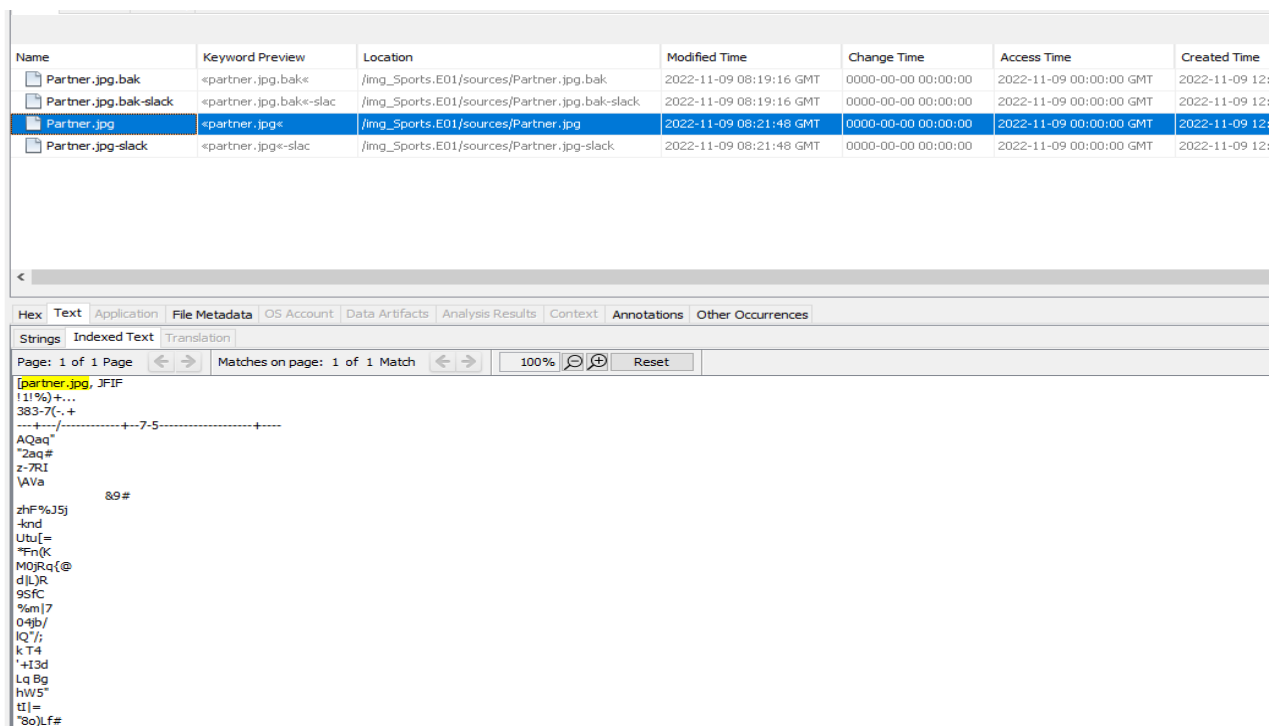 Name Keyword Preview Location Modified Time Change Time Access Time Created Time
Partner.jpg.bak «partner.jpg.bak« /img_Sports.E01/sources/Partner.jpg.bak 2022-11-09 08:19:16 GMT 0000-00-00 00:00:00 2022-11-09 00:00:00 GMT 2022-11-09 12:
Partner.jpg.bak-slack «partner.jpg.bak«-slac /img_Sports.E01/sources/Partner.jpg.bak-slack 2022-11-09 08:19:16 GMT 0000-00-00 00:00:00 2022-11-09 00:00:00 GMT 2022-11-09 12:
Partner.jpg «partner.jpg« /img_Sports.E01/sources/Partner.jpg 2022-11-09 08:21:48 GMT 0000-00-00 00:00:00 2022-11-09 00:00:00 GMT 2022-11-09 12:
Partner.jpg-slack «partner.jpg«-slac /img_Sports.E01/sources/Partner.jpg-slack 2022-11-09 08:21:48 GMT 0000-00-00 00:00:00 2022-11-09 00:00:00 GMT 2022-11-09 12:
Hex Text Application File Metadata OS Account Data Artifacts Analysis Results Context Annotations Other Occurrences
Strings Indexed Text Translation
Page: 1 of 1 Page Matches on page: 1 of 1 Match 100% Reset
[partner.jpg, JFIF
!1!%)+...
383-7(-.+
---+---/------------+--7-5--------------------+----
AQaq"
"2aq#
z-7RI
\AVa
&9#
zhF%J5j
-knd
Utu[=
*Fn(K
M0jRq{@
d|L)R
9SfC
%m|7
04jb/
lQ"/;
k T4
'+I3d
Lq Bg
hW5"
tI|=
"8o)Lf#